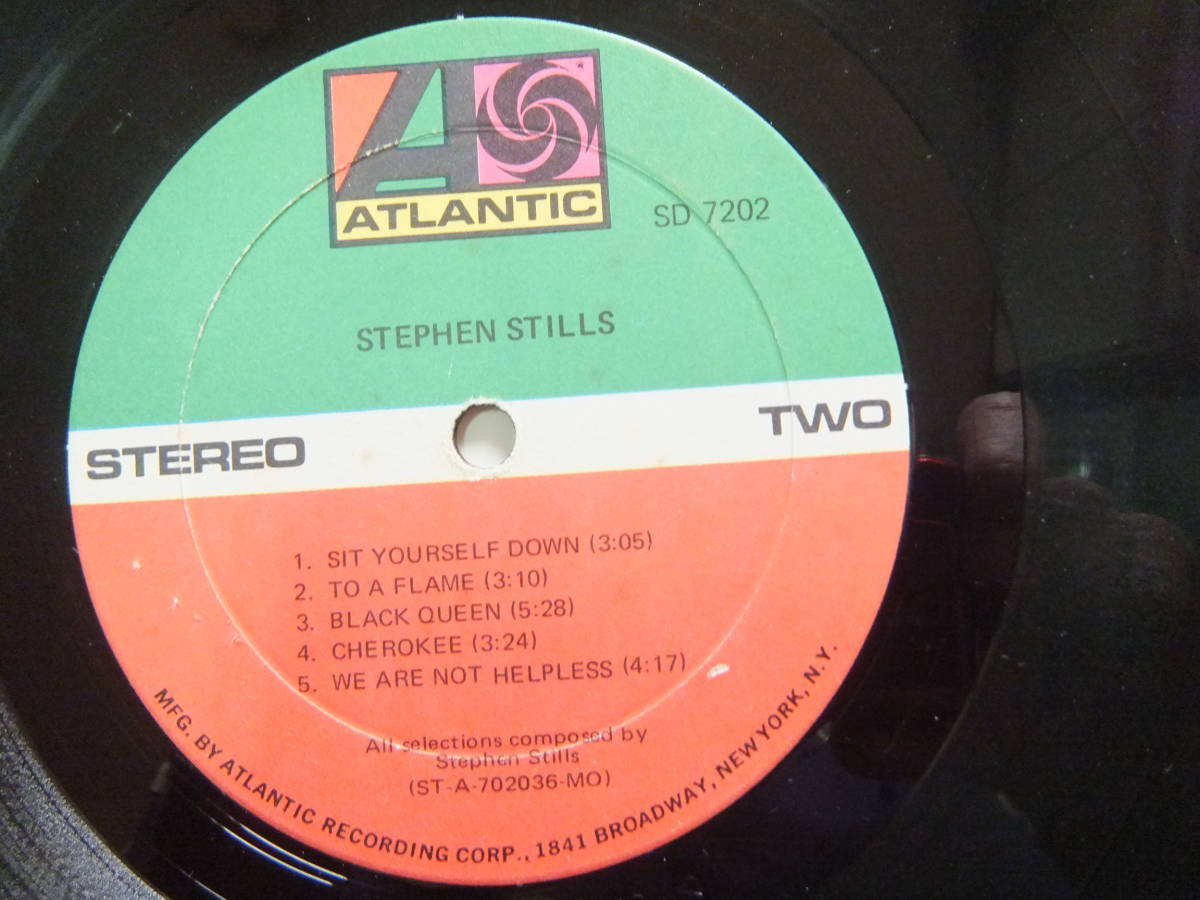 ATLANTIC
SD 7202
STEPHEN STILLS
STEREO
TWO
1. SIT YOURSELF DOWN (3:05)
2. TO A FLAME (3:10)
3. BLACK QUEEN (5:28)
4. CHEROKEE (3:24)
5. WE ARE NOT HELPLESS (4:17)
All selections composed by
Stephen Stills
(ST-A-702036-MO)
MFG. BY ATLANTIC RECORDING CORP., 1841 BROADWAY, NEW YORK, N.Y.